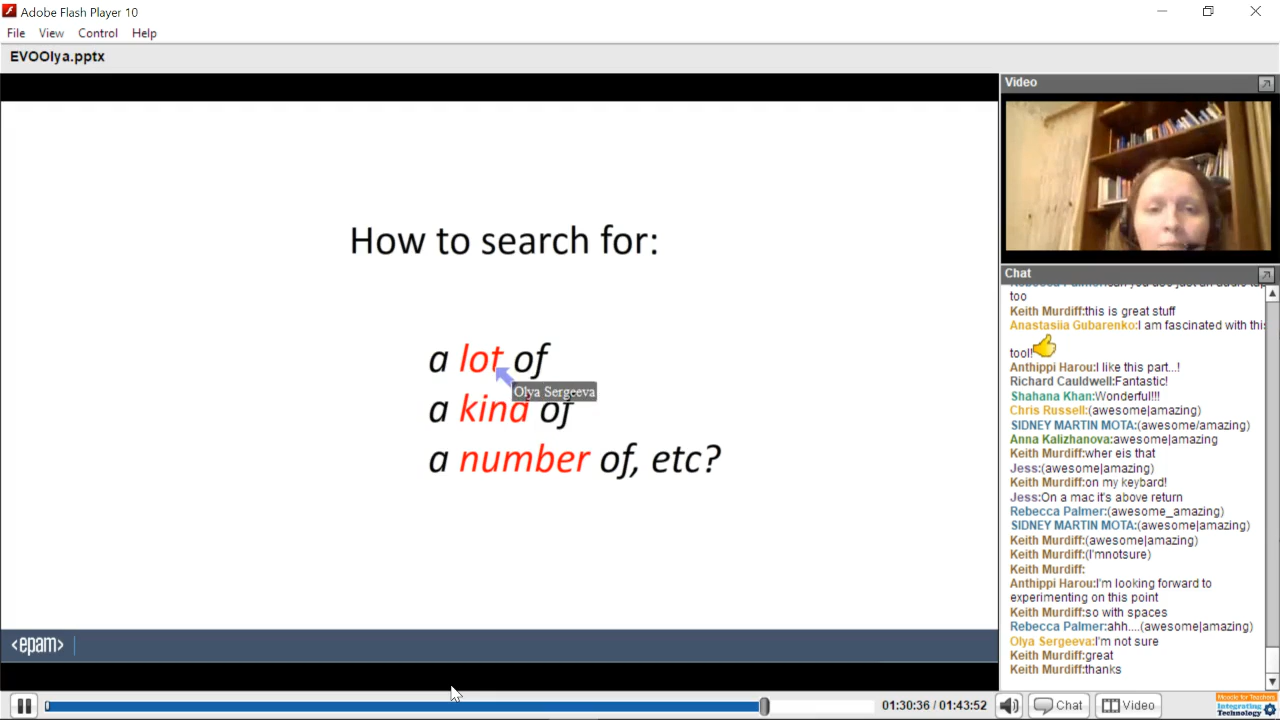 Adobe Flash Player 10
File View Control Help
EVOOlya.pptx
How to search for:
a lot of
Olya Sergeeva
a kind of
a number of, etc?
<epam>
Video
Chat
too
Keith Murdiff:this is great stuff
Anastasiia Gubarenko:I am fascinated with this
tool!
Anthippi Harou:I like this part...!
Richard Cauldwell:Fantastic!
Shahana Khan:Wonderful!!!
Chris Russell:(awesome|amazing)
SIDNEY MARTIN MOTA:(awesome/amazing)
Anna Kalizhanova:awesome|amazing
Keith Murdiff:wher eis that
Jess:(awesome|amazing)
Keith Murdiff:on my keybard!
Jess:On a mac it's above return
Rebecca Palmer:(awesome_amazing)
SIDNEY MARTIN MOTA:(awesome|amazing)
Keith Murdiff:(awesome|amazing)
Keith Murdiff:(I'mnotsure)
Keith Murdiff:
Anthippi Harou:I'm looking forward to
experimenting on this point
Keith Murdiff:so with spaces
Rebecca Palmer:ahh....(awesome|amazing)
Olya Sergeeva:I'm not sure
Keith Murdiff:great
Keith Murdiff:thanks
01:30:36 / 01:43:52
Chat
Video
Moodle for Teachers
Integrating
Technology